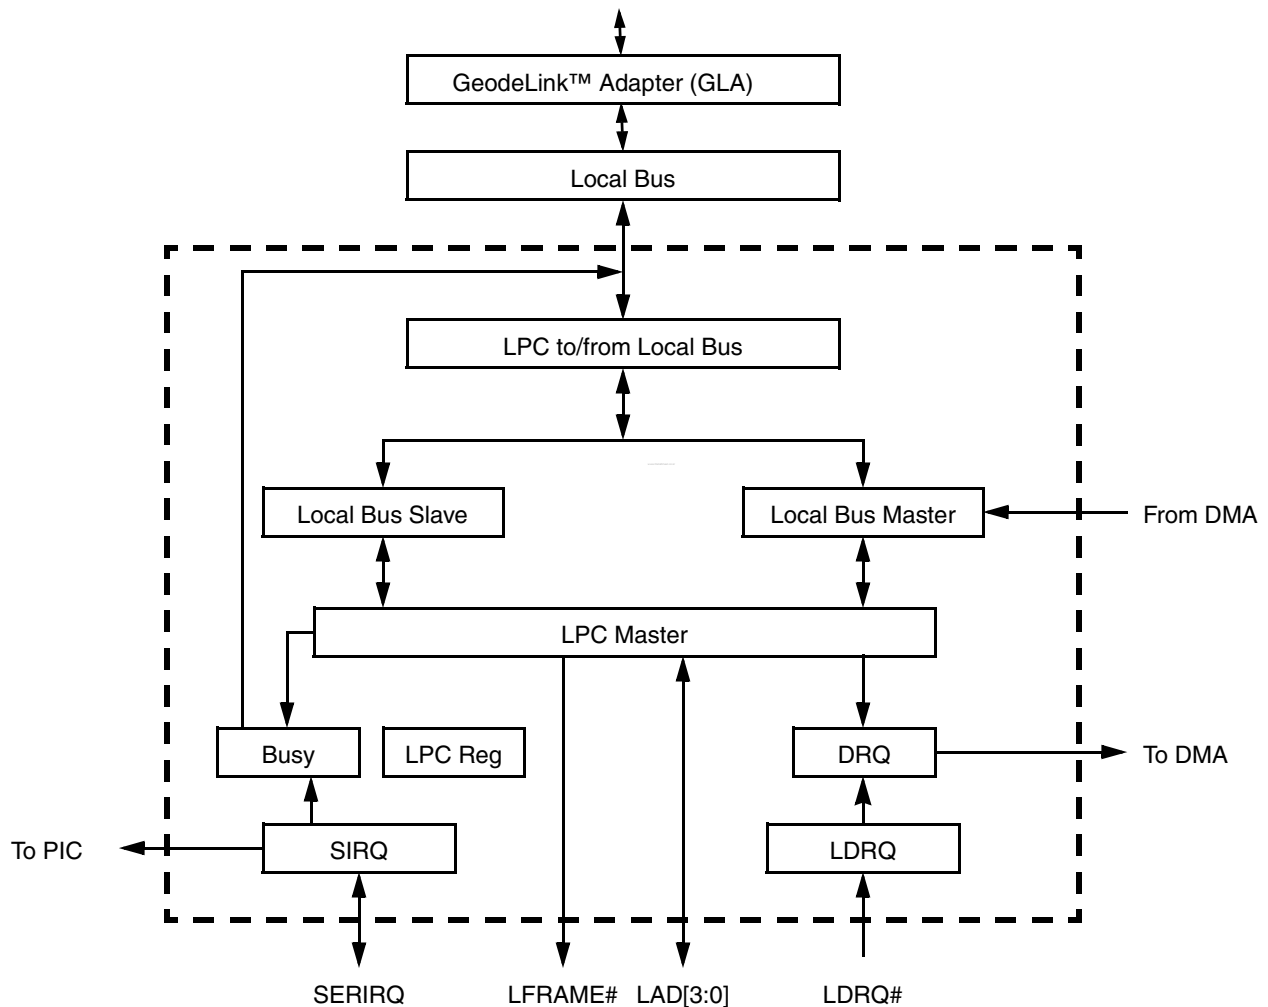 GeodeLink™ Adapter (GLA)
Local Bus
LPC to/from Local Bus
Local Bus Slave
Local Bus Master
From DMA
LPC Master
Busy
LPC Reg
DRQ
To DMA
To PIC
SIRQ
LDRQ
SERIRQ
LFRAME#
LAD[3:0]
LDRQ#